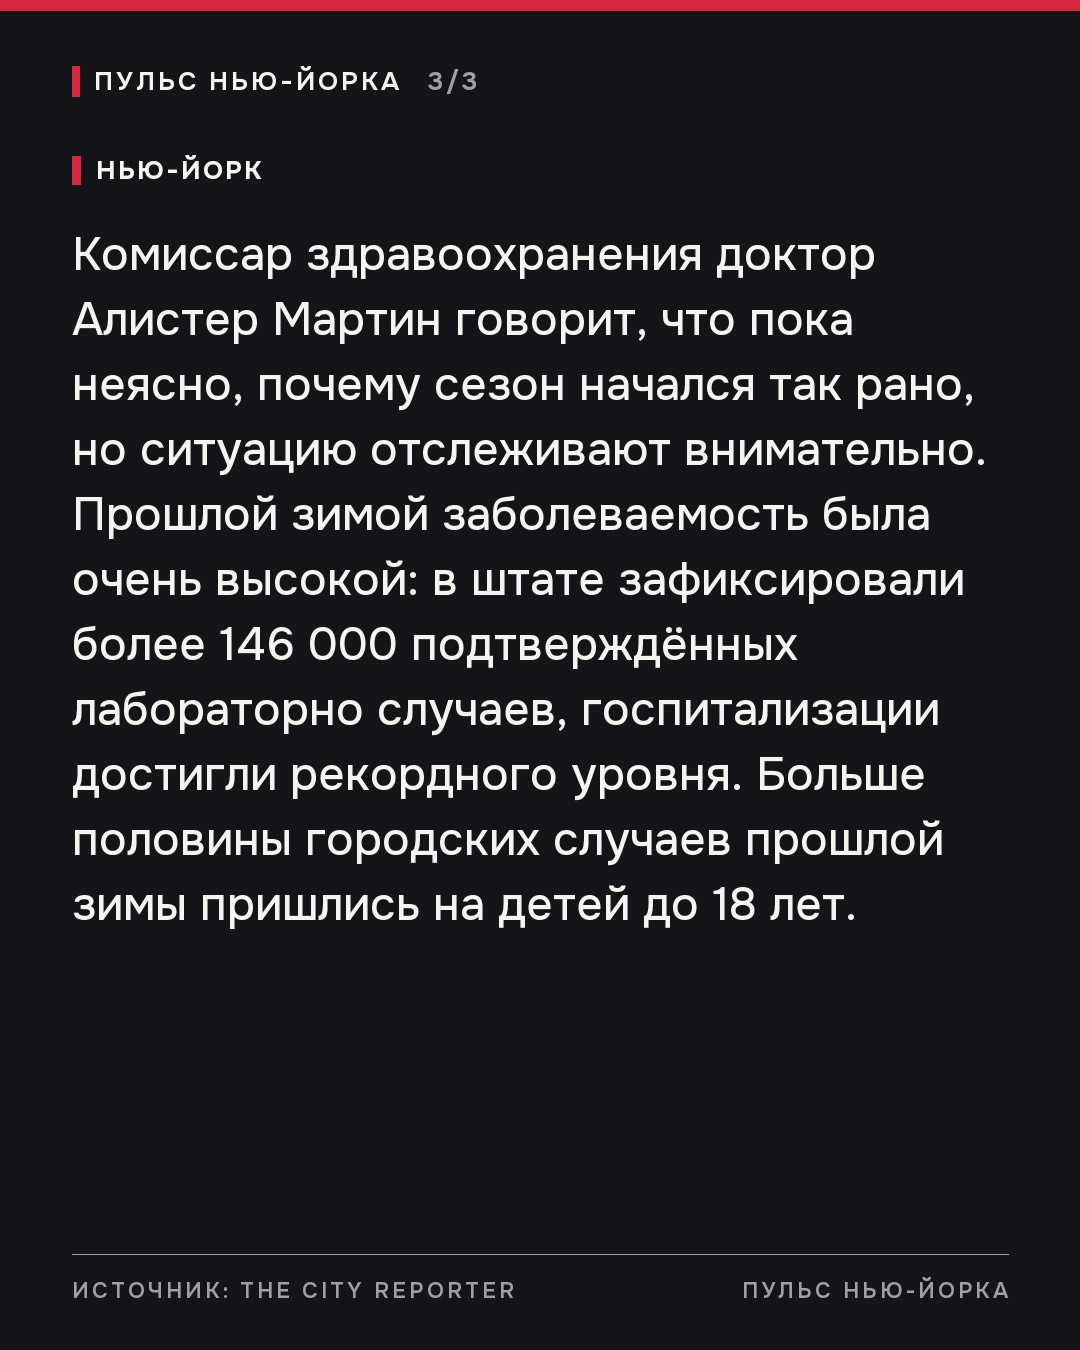 ПУЛЬС НЬЮ-ЙОРКА 3/3
НЬЮ-ЙОРК
Комиссар здравоохранения доктор
Алистер Мартин говорит, что пока
неясно, почему сезон начался так рано,
но ситуацию отслеживают внимательно.
Прошлой зимой заболеваемость была
очень высокой: в штате зафиксировали
более 146 000 подтверждённых
лабораторно случаев, госпитализации
достигли рекордного уровня. Больше
половины городских случаев прошлой
зимы пришлись на детей до 18 лет.
ИСТОЧНИК: THE CITY REPORTER
ПУЛЬС НЬЮ-ЙОРКА